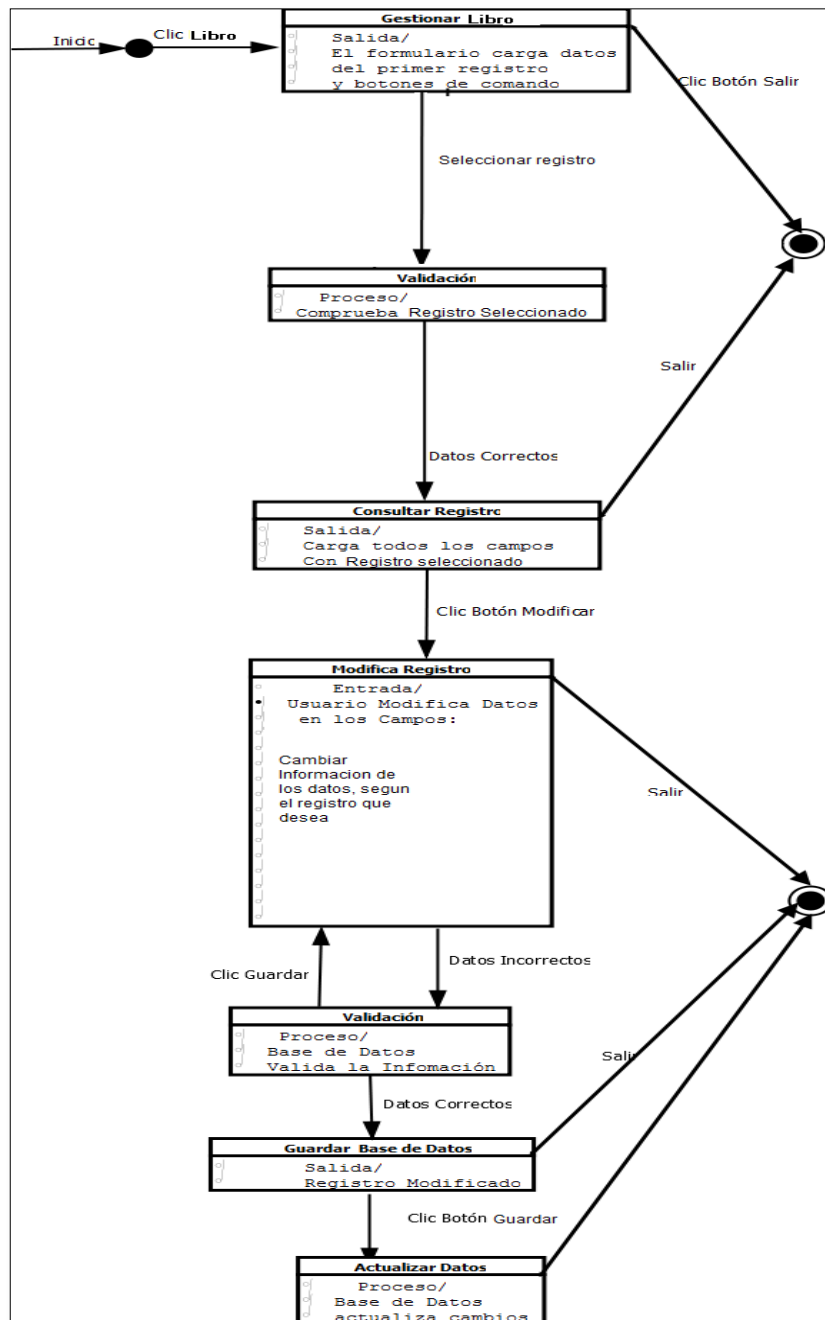 Gestionar Libro
Inicic
Clic Libro
Salida/
El formulario carga datos
del primer registro
y botones de comando
Clic Botón Salir
Seleccionar registro
Validación
Proceso/
Comprueba Registro Seleccionado
Salir
Datos Correctos
Consultar Registro
Salida/
Carga todos los campos
Con Registro seleccionado
Clic Botón Modificar
Modifica Registro
Entrada/
Usuario Modifica Datos
en los Campos:
Cambiar
Informacion de
los datos, segun
el registro que
desea
Salir
Clic Guardar
Datos Incorrectos
Validación
Proceso/
Base de Datos
Valida la Infomación
Salir
Datos Correctos
Guardar Base de Datos
Salida/
Registro Modificado
Clic Botón Guardar
Actualizar Datos
Proceso/
Base de Datos
actualiza cambios